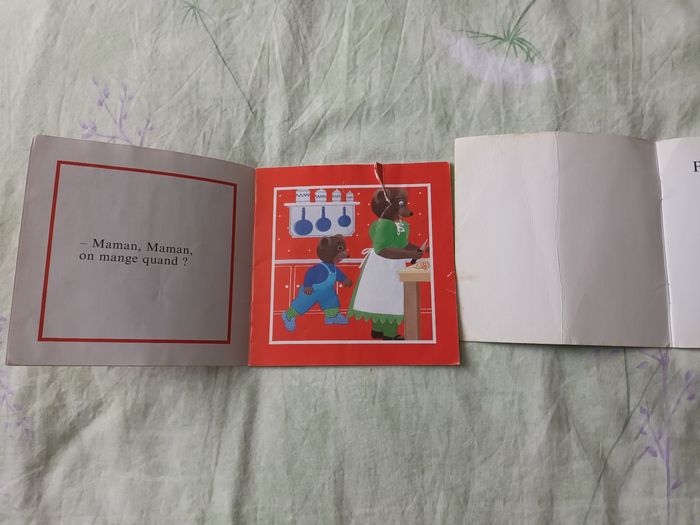 – Maman, Maman,
on mange quand ?